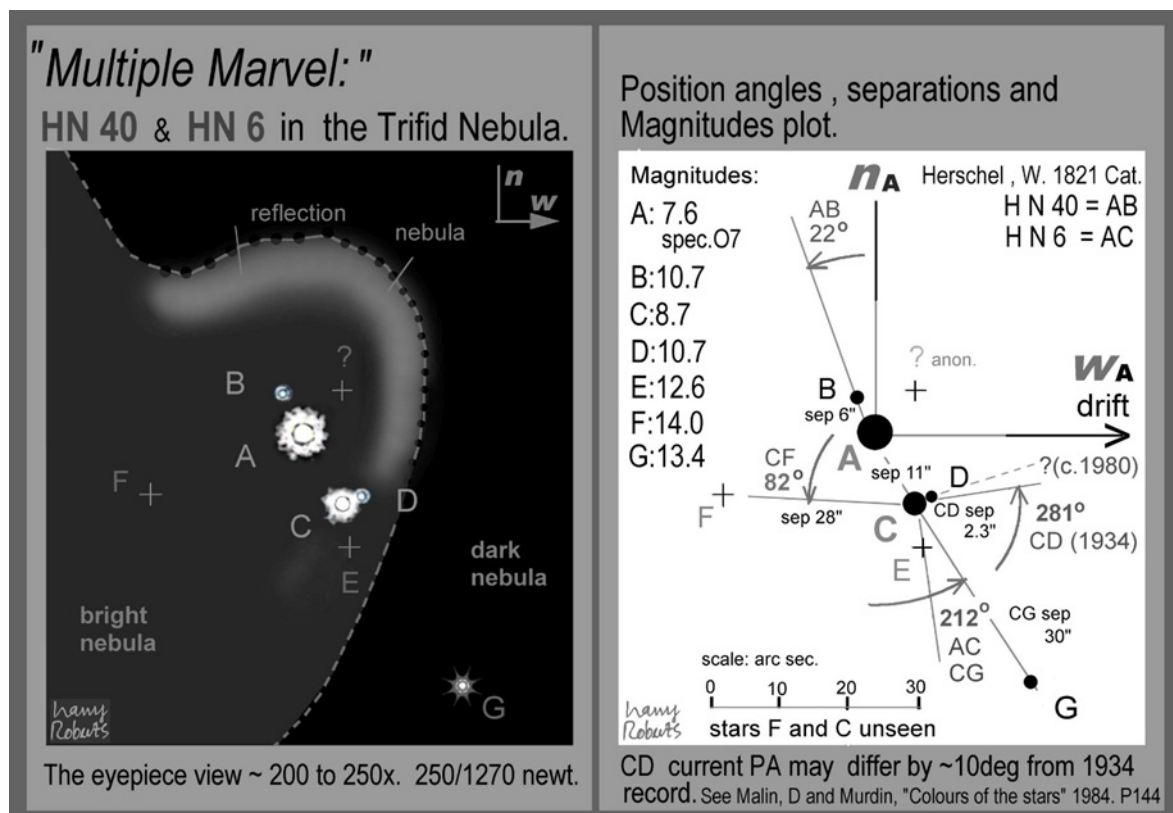 "Multiple Marvel:"
HN 40 & HN 6 in the Trifid Nebula.
n
w
reflection
nebula
?
B
A
F
C
D
E
dark
nebula
bright
nebula
G
Harry
Roberts
The eyepiece view ~ 200 to 250x. 250/1270 newt.
Position angles , separations and
Magnitudes plot.
Magnitudes:
A: 7.6
spec.O7
B:10.7
C:8.7
D:10.7
E:12.6
F:14.0
G:13.4
nA
Herschel , W. 1821 Cat.
H N 40 = AB
H N 6 = AC
AB
22°
? anon.
wA
drift
B
sep 6"
A
sep 11"
D
?(c.1980)
CF
82°
F
sep 28"
C
CD sep
2.3"
281°
CD (1934)
E
212°
AC
CG
CG sep
30"
G
scale: arc sec.
0 10 20 30
stars F and C unseen
Harry
Roberts
CD current PA may differ by ~10deg from 1934
record. See Malin, D and Murdin, "Colours of the stars" 1984. P144